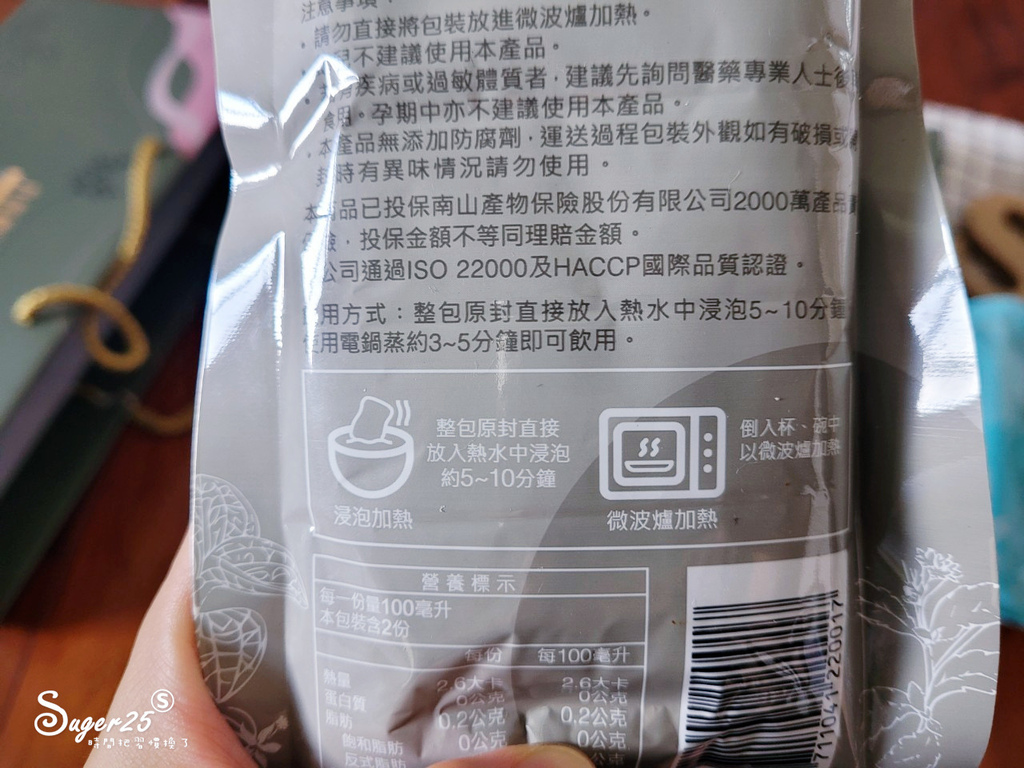 注意事項：
・請勿直接將包裝放進微波爐加熱。
不建議使用本產品。
疾病或過敏體質者，建議先詢問醫藥專業人士後
食用。孕期中亦不建議使用本產品。
・本產品無添加防腐劑，運送過程包裝外觀如有破損或
時有異味情況請勿使用。
品已投保南山產物保險股份有限公司2000萬產品
，投保金額不等同理賠金額。
公司通過ISO 22000及HACCP國際品質認證。
用方式：整包原封直接放入熱水中浸泡5~10分鐘
使用電鍋蒸約3~5分鐘即可飲用。
整包原封直接
放入熱水中浸泡
約5~10分鐘
浸泡加熱
倒入杯、碗中
以微波爐加熱
微波爐加熱
營養標示
每一份量100毫升
本包裝含2份
每份 每100毫升
熱量 2.6大卡 2.6大卡
蛋白質 0公克 0公克
脂肪 0.2公克 0.2公克
飽和脂肪 0公克 0公克
反式脂肪
4711041 220017
Suger25 S
時間把習慣換了